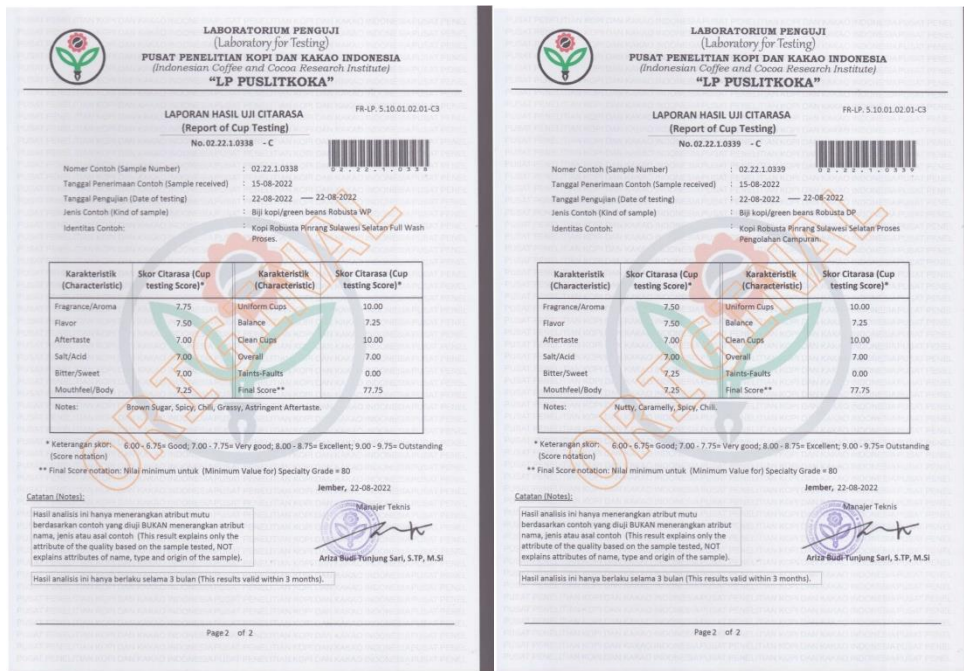 LABORATORIUM PENGUJI
(Laboratory for Testing)
PUSAT PENELITIAN KOPI DAN KAKAO INDONESIA
(Indonesian Coffee and Cocoa Research Institute)
"LP PUSLITKOKA"
FR-LP. 5.10.01.02.01-C3
LAPORAN HASIL UJI CITARASA
(Report of Cup Testing)
No. 02.22.1.0338 - C
02.22.1.0338
Nomer Contoh (Sample Number) : 02.22.1.0338
Tanggal Penerimaan Contoh (Sample received) : 15-08-2022
Tanggal Pengujian (Date of testing) : 22-08-2022 — 22-08-2022
Jenis Contoh (Kind of sample) : Biji kopi/green beans Robusta WP
Identitas Contoh: : Kopi Robusta Pinrang Sulawesi Selatan Full Wash
Proses.
Karakteristik (Characteristic) Skor Citarasa (Cup testing Score)* Karakteristik (Characteristic) Skor Citarasa (Cup testing Score)*
Fragrance/Aroma 7.75 Uniform Cups 10.00
Flavor 7.50 Balance 7.25
Aftertaste 7.00 Clean Cups 10.00
Salt/Acid 7.00 Overall 7.00
Bitter/Sweet 7.00 Taints-Faults 0.00
Mouthfeel/Body 7.25 Final Score** 77.75
Notes: Brown Sugar, Spicy, Chili, Grassy, Astringent Aftertaste.
ORIGINAL
* Keterangan skor: 6.00 - 6.75= Good; 7.00 - 7.75= Very good; 8.00 - 8.75= Excellent; 9.00 - 9.75= Outstanding
(Score notation)
** Final Score notation: Nilai minimum untuk (Minimum Value for) Specialty Grade = 80
Jember, 22-08-2022
Catatan (Notes):
Manajer Teknis
Hasil analisis ini hanya menerangkan atribut mutu
berdasarkan contoh yang diuji BUKAN menerangkan atribut
nama, jenis atau asal contoh (This result explains only the
attribute of the quality based on the sample tested, NOT
explains attributes of name, type and origin of the sample).
Ariza Budi Tunjung Sari, S.TP, M.Si
Hasil analisis ini hanya berlaku selama 3 bulan (This results valid within 3 months).
Page 2 of 2
LABORATORIUM PENGUJI
(Laboratory for Testing)
PUSAT PENELITIAN KOPI DAN KAKAO INDONESIA
(Indonesian Coffee and Cocoa Research Institute)
"LP PUSLITKOKA"
FR-LP. 5.10.01.02.01-C3
LAPORAN HASIL UJI CITARASA
(Report of Cup Testing)
No. 02.22.1.0339 - C
02.22.1.0339
Nomer Contoh (Sample Number) : 02.22.1.0339
Tanggal Penerimaan Contoh (Sample received) : 15-08-2022
Tanggal Pengujian (Date of testing) : 22-08-2022 — 22-08-2022
Jenis Contoh (Kind of sample) : Biji kopi/green beans Robusta DP
Identitas Contoh: : Kopi Robusta Pinrang Sulawesi Selatan Proses
Pengolahan Campuran.
Karakteristik (Characteristic) Skor Citarasa (Cup testing Score)* Karakteristik (Characteristic) Skor Citarasa (Cup testing Score)*
Fragrance/Aroma 7.50 Uniform Cups 10.00
Flavor 7.50 Balance 7.25
Aftertaste 7.00 Clean Cups 10.00
Salt/Acid 7.00 Overall 7.00
Bitter/Sweet 7.00 Taints-Faults 0.00
Mouthfeel/Body 7.25 Final Score** 77.75
Notes: Nutty, Caramelly, Spicy, Chili.
ORIGINAL
* Keterangan skor: 6.00 - 6.75= Good; 7.00 - 7.75= Very good; 8.00 - 8.75= Excellent; 9.00 - 9.75= Outstanding
(Score notation)
** Final Score notation: Nilai minimum untuk (Minimum Value for) Specialty Grade = 80
Jember, 22-08-2022
Catatan (Notes):
Manajer Teknis
Hasil analisis ini hanya menerangkan atribut mutu
berdasarkan contoh yang diuji BUKAN menerangkan atribut
nama, jenis atau asal contoh (This result explains only the
attribute of the quality based on the sample tested, NOT
explains attributes of name, type and origin of the sample).
Ariza Budi Tunjung Sari, S.TP, M.Si
Hasil analisis ini hanya berlaku selama 3 bulan (This results valid within 3 months).
Page 2 of 2